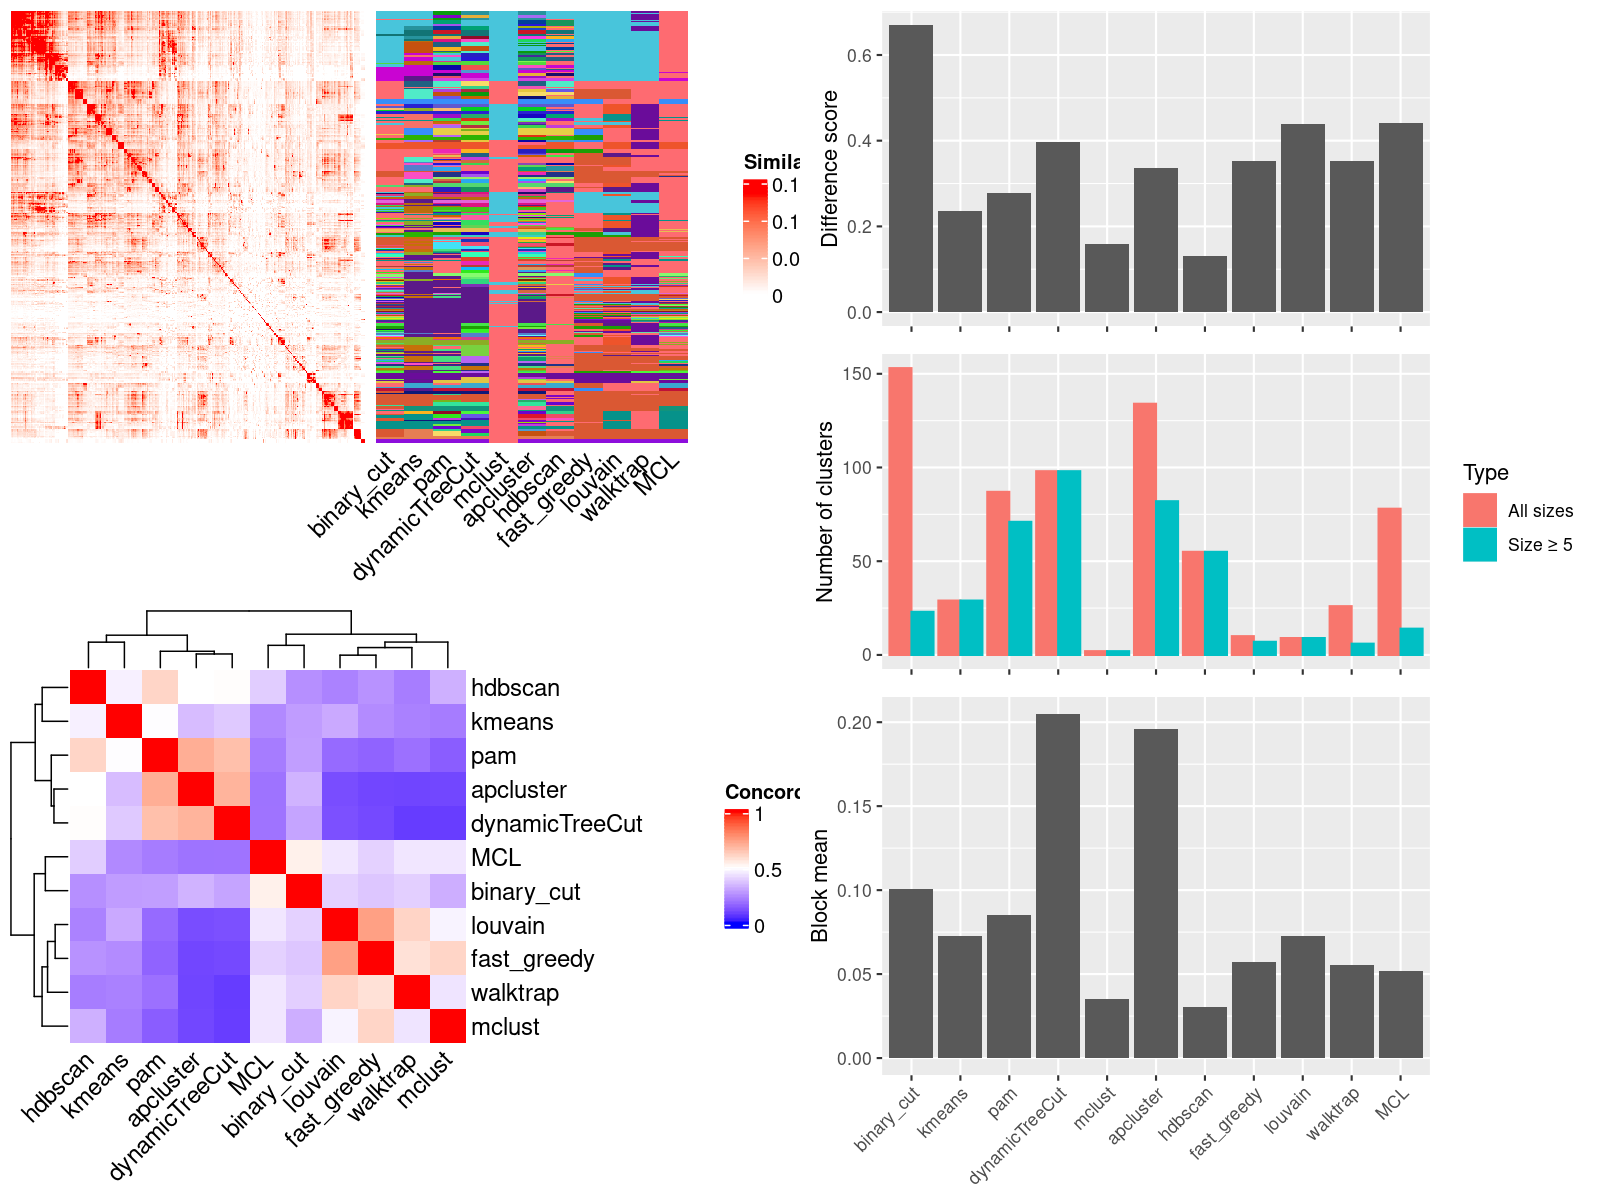 Simila
0.1
0.1
0.0
0
binary_cut
kmeans
pam
dynamicTreeCut
mclust
apcluster
hdbscan
fast_greedy
louvain
walktrap
MCL
hdbscan
kmeans
pam
apcluster
dynamicTreeCut
MCL
binary_cut
louvain
fast_greedy
walktrap
mclust
hdbscan
kmeans
pam
apcluster
dynamicTreeCut
MCL
binary_cut
louvain
fast_greedy
walktrap
mclust
Concord
1
0.5
0
Difference score
0.6
0.4
0.2
0.0
Number of clusters
150
100
50
0
Type
All sizes
Size ≥ 5
Block mean
0.20
0.15
0.10
0.05
0.00
binary_cut
kmeans
pam
dynamicTreeCut
mclust
apcluster
hdbscan
fast_greedy
louvain
walktrap
MCL